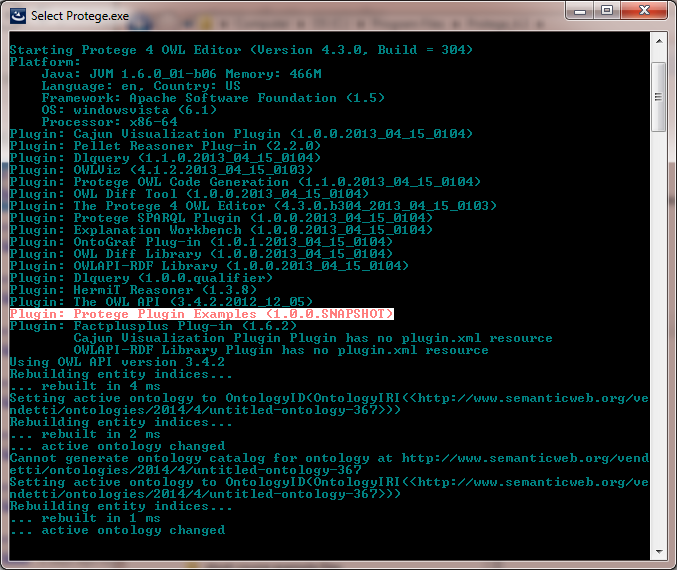 Select Protege.exe
Starting Protege 4 OWL Editor (Version 4.3.0, Build = 304)
Platform:
    Java: JVM 1.6.0_01-b06 Memory: 466M
    Language: en, Country: US
    Framework: Apache Software Foundation (1.5)
    OS: windowsvista (6.1)
    Processor: x86-64
Plugin: Cajun Visualization Plugin (1.0.0.2013_04_15_0104)
Plugin: Pellet Reasoner Plug-in (2.2.0)
Plugin: Dlquery (1.1.0.2013_04_15_0104)
Plugin: OWLViz (4.1.2.2013_04_15_0103)
Plugin: Protege OWL Code Generation (1.1.0.2013_04_15_0104)
Plugin: OWL Diff Tool (1.0.0.2013_04_15_0104)
Plugin: The Protege 4 OWL Editor (4.3.0.b304_2013_04_15_0103)
Plugin: Protege SPARQL Plugin (1.0.0.2013_04_15_0104)
Plugin: Explanation Workbench (1.0.0.2013_04_15_0104)
Plugin: OntoGraf Plug-in (1.0.1.2013_04_15_0104)
Plugin: OWL Diff Library (1.0.0.2013_04_15_0104)
Plugin: OWLAPI-RDF Library (1.0.0.2013_04_15_0104)
Plugin: Dlquery (1.0.0.qualifier)
Plugin: HermiT Reasoner (1.3.8)
Plugin: The OWL API (3.4.2.2012_12_05)
Plugin: Protege Plugin Examples (1.0.0.SNAPSHOT)
Plugin: Factplusplus Plug-in (1.6.2)
        Cajun Visualization Plugin Plugin has no plugin.xml resource
        OWLAPI-RDF Library Plugin has no plugin.xml resource
Using OWL API version 3.4.2
Rebuilding entity indices...
... rebuilt in 4 ms
Setting active ontology to OntologyID(OntologyIRI(<http://www.semanticweb.org/ve
ndetti/ontologies/2014/4/untitled-ontology-367>))
Rebuilding entity indices...
... rebuilt in 2 ms
... active ontology changed
Cannot generate ontology catalog for ontology at http://www.semanticweb.org/vend
etti/ontologies/2014/4/untitled-ontology-367
Setting active ontology to OntologyID(OntologyIRI(<http://www.semanticweb.org/ve
ndetti/ontologies/2014/4/untitled-ontology-367>))
Rebuilding entity indices...
... rebuilt in 1 ms
... active ontology changed